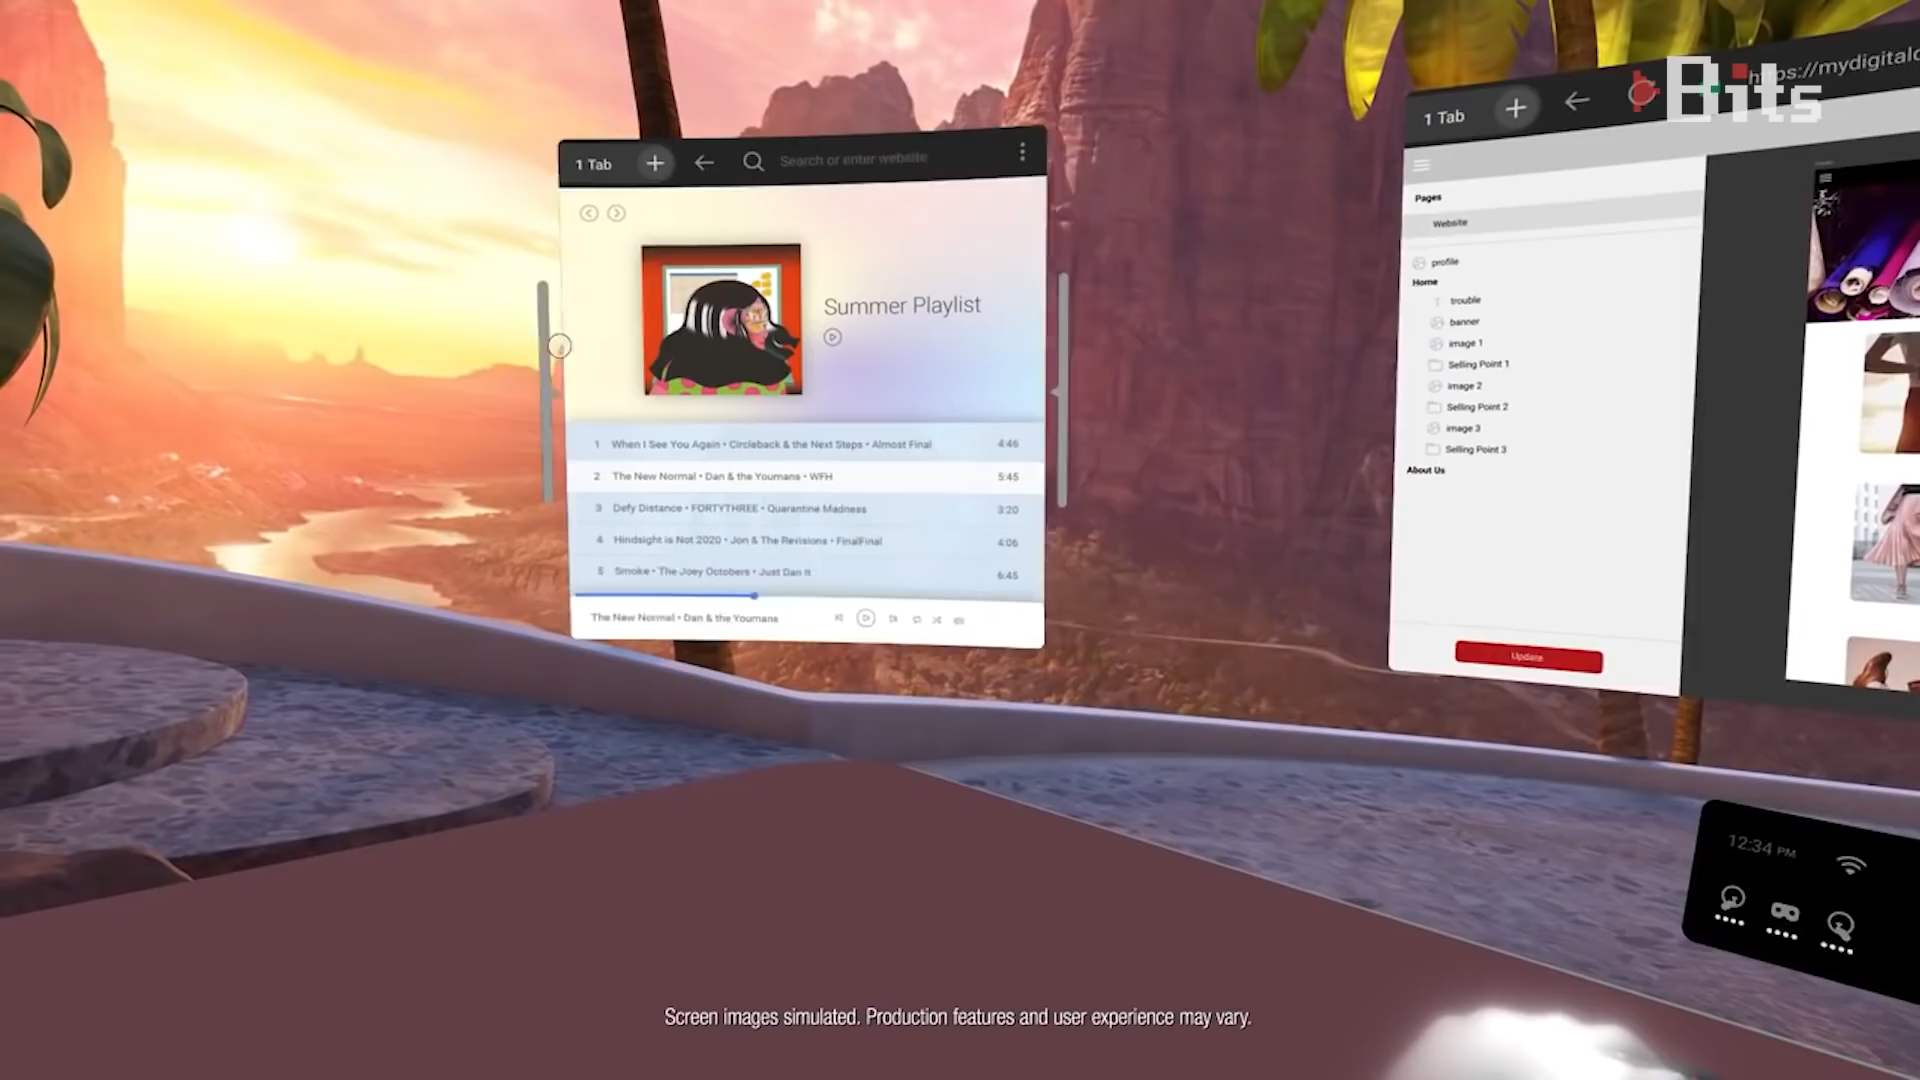 1 Tab
Search or enter website
Summer Playlist
1 When I See You Again • Circleback & the Next Steps • Almost Final 4:46
2 The New Normal • Dan & the Youmans • WFH 5:45
3 Defy Distance • FORTYTHREE • Quarantine Madness 3:20
4 Hindsight is Not 2020 • Jon & The Revisions • FinalFinal 4:06
5 Smoke • The Joey Octobers • Just Dan It 6:45
The New Normal • Dan & the Youmans
Bits
1 Tab
https://mydigital
Pages
Website
profile
Home
trouble
banner
image 1
Selling Point 1
image 2
Selling Point 2
image 3
Selling Point 3
About Us
Update
12:34 PM
Screen images simulated. Production features and user experience may vary.